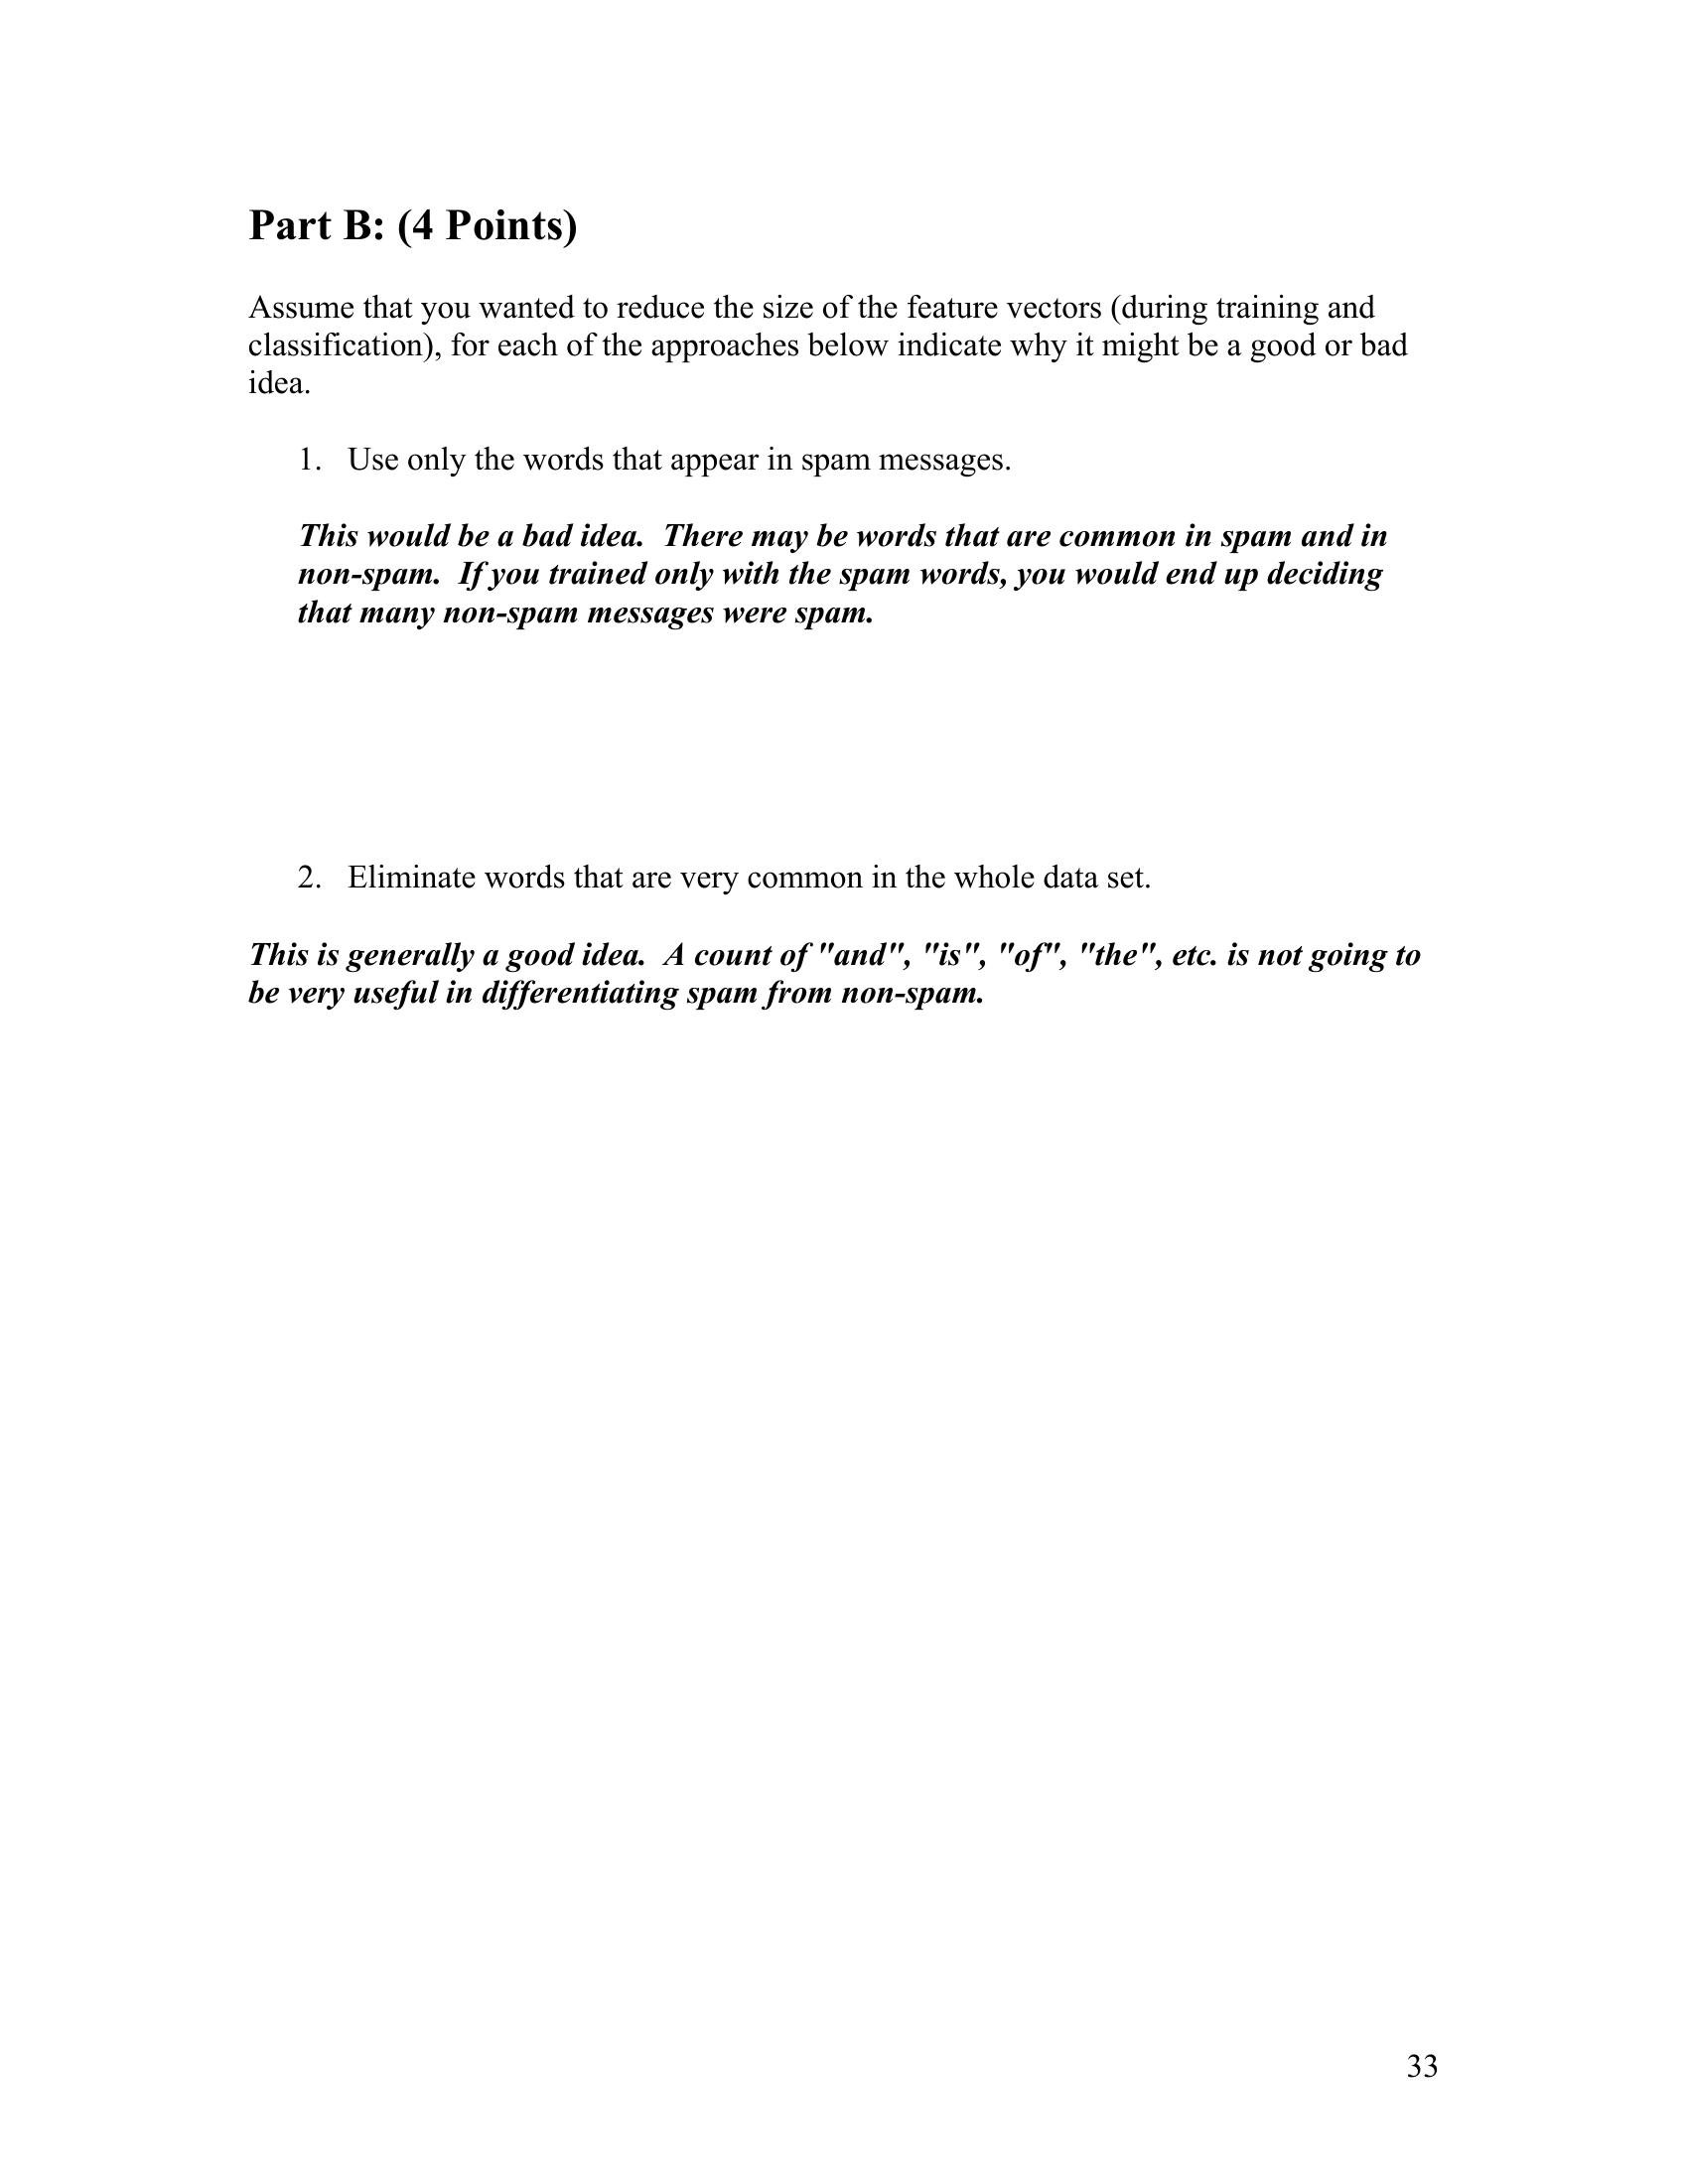 Part B: (4 Points)
Assume that you wanted to reduce the size of the feature vectors (during training and
classification), for each of the approaches below indicate why it might be a good or bad
idea.
1. Use only the words that appear in spam messages.
This would be a bad idea.  There may be words that are common in spam and in
non-spam.  If you trained only with the spam words, you would end up deciding
that many non-spam messages were spam.
2. Eliminate words that are very common in the whole data set.
This is generally a good idea.  A count of "and", "is", "of", "the", etc. is not going to
be very useful in differentiating spam from non-spam.
33